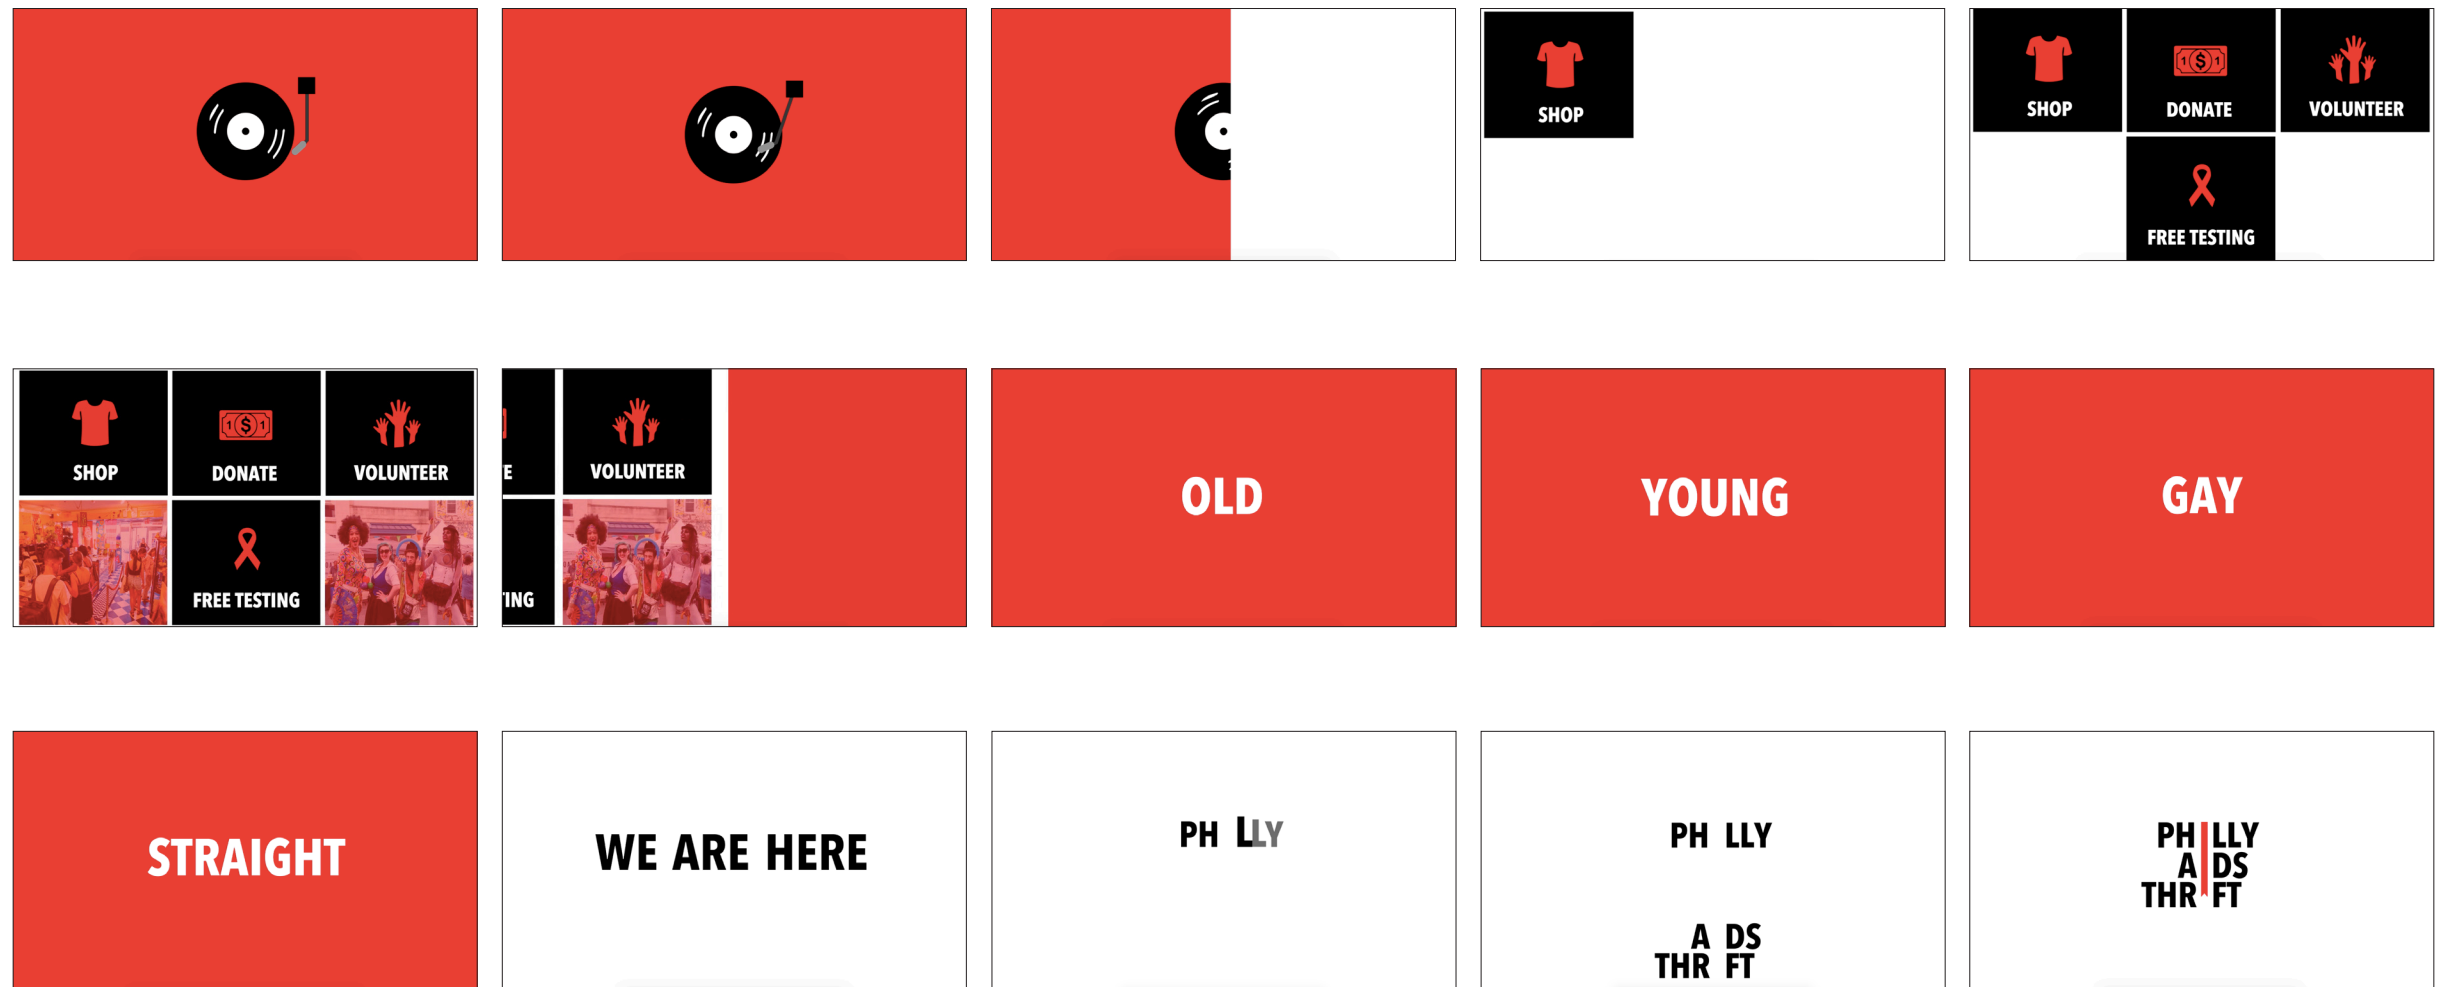 SHOP
SHOP
DONATE
VOLUNTEER
FREE TESTING
SHOP
DONATE
VOLUNTEER
FREE TESTING
E
VOLUNTEER
ING
OLD
YOUNG
GAY
STRAIGHT
WE ARE HERE
PH LLY
PH LLY
A DS
THR FT
PH LLY
A DS
THR FT